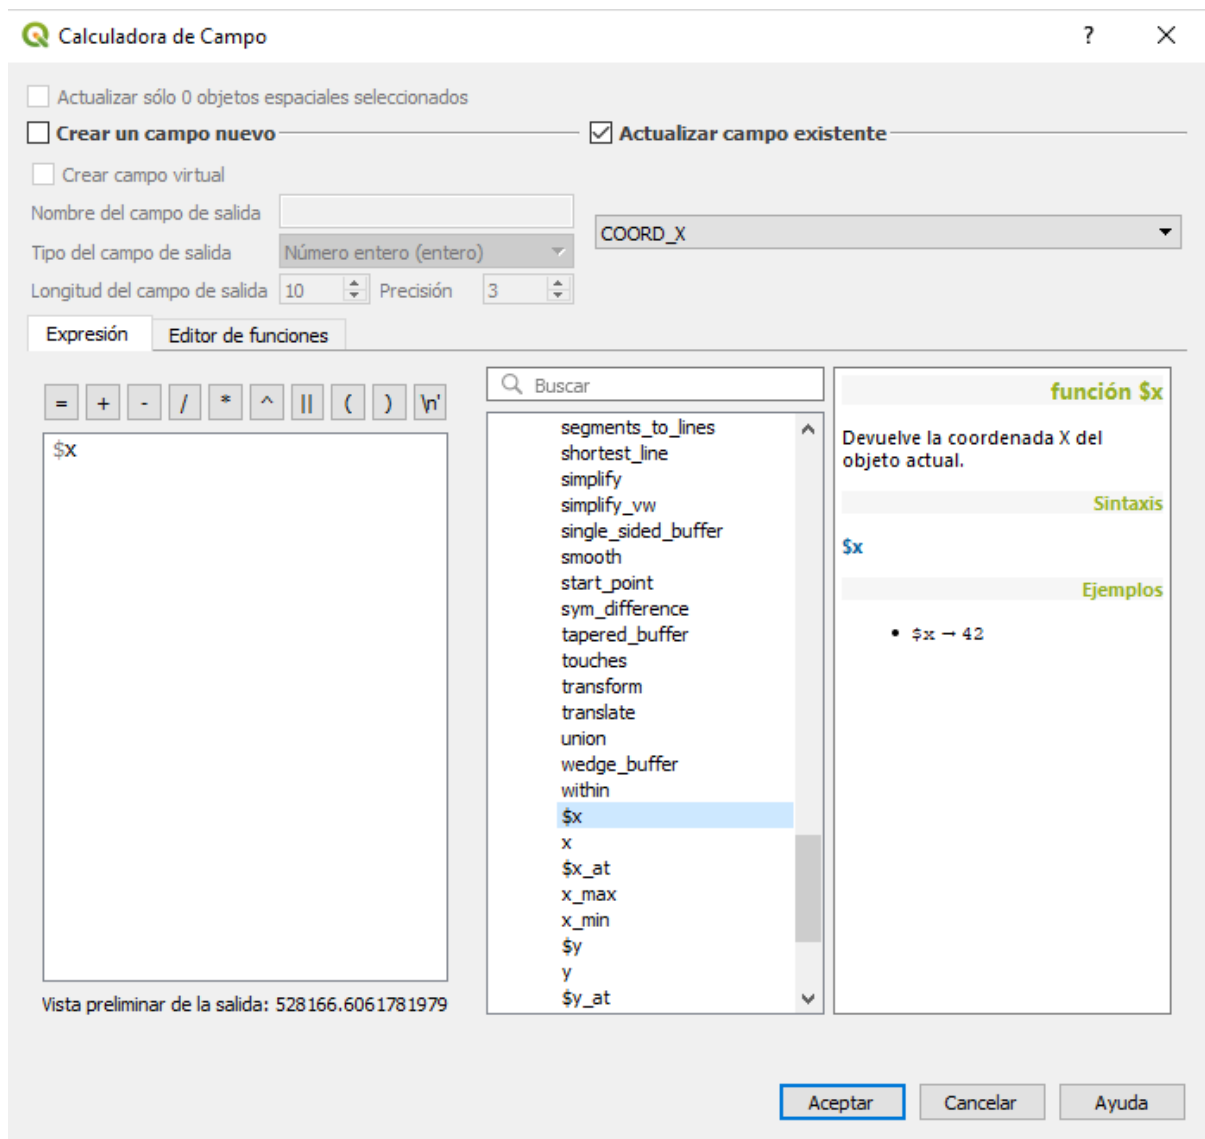 Calculadora de Campo ?
Actualizar sólo 0 objetos espaciales seleccionados
Crear un campo nuevo
Actualizar campo existente
Crear campo virtual
Nombre del campo de salida
COORD_X
Tipo del campo de salida Número entero (entero)
Longitud del campo de salida 10 Precisión 3
Expresión Editor de funciones
= + - / * ^ || ( ) \n'
$x
Vista preliminar de la salida: 528166.6061781979
Buscar
segments_to_lines
shortest_line
simplify
simplify_vw
single_sided_buffer
smooth
start_point
sym_difference
tapered_buffer
touches
transform
translate
union
wedge_buffer
within
$x
x
$x_at
x_max
x_min
$y
y
$y_at
función $x
Devuelve la coordenada X del
objeto actual.
Sintaxis
$x
Ejemplos
• $x → 42
Aceptar Cancelar Ayuda